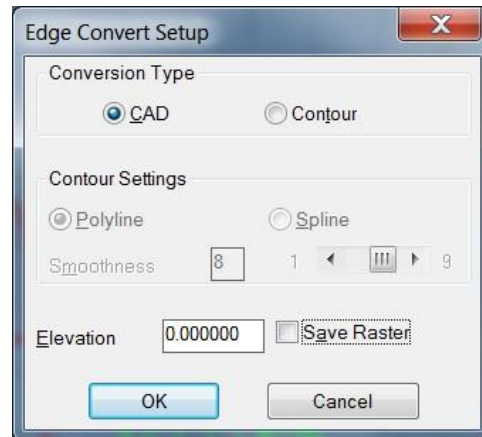 Edge Convert Setup
Conversion Type
CAD Contour
Contour Settings
Polyline Spline
Smoothness 8 1 9
Elevation 0.000000 Save Raster
OK Cancel